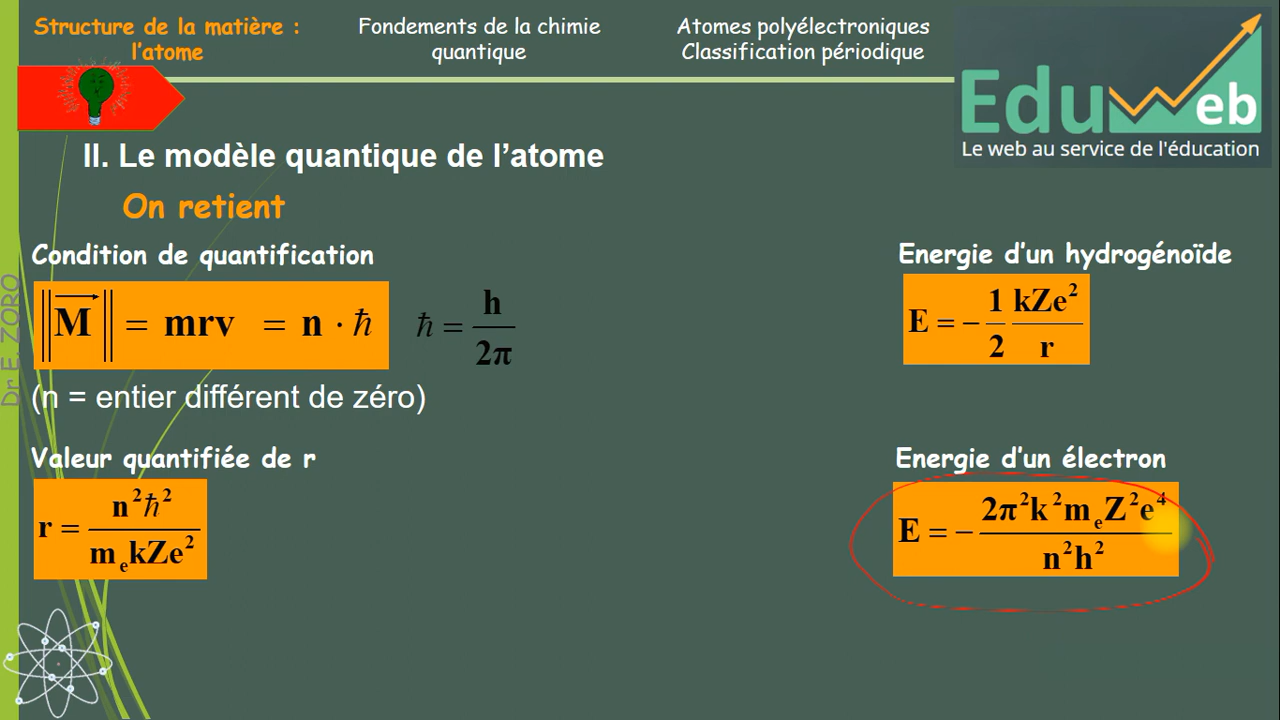 Structure de la matière :
l'atome
Fondements de la chimie
quantique
Atomes polyélectroniques
Classification périodique
EduWeb
Le web au service de l'éducation
II. Le modèle quantique de l'atome
On retient
Condition de quantification
‖M⃗‖ = mrv = n · ℏ
ℏ = h / 2π
(n = entier différent de zéro)
Valeur quantifiée de r
r = n²ℏ² / mₑkZe²
Energie d'un hydrogénoïde
E = − 1/2 kZe² / r
Energie d'un électron
E = − 2π²k²mₑZ²e⁴ / n²h²
Dr E. ZORO